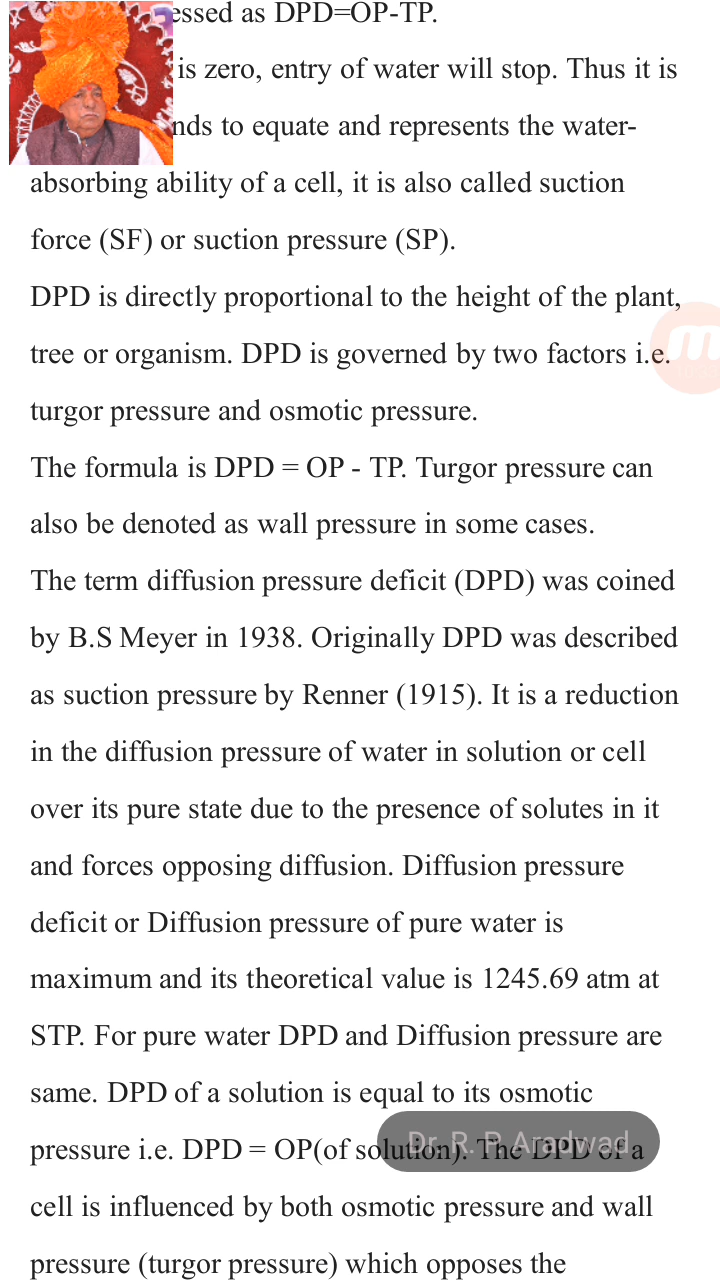 essed as DPD=OP-TP.
is zero, entry of water will stop. Thus it is
nds to equate and represents the water-
absorbing ability of a cell, it is also called suction
force (SF) or suction pressure (SP).
DPD is directly proportional to the height of the plant,
tree or organism. DPD is governed by two factors i.e.
turgor pressure and osmotic pressure.
The formula is DPD = OP - TP. Turgor pressure can
also be denoted as wall pressure in some cases.
The term diffusion pressure deficit (DPD) was coined
by B.S Meyer in 1938. Originally DPD was described
as suction pressure by Renner (1915). It is a reduction
in the diffusion pressure of water in solution or cell
over its pure state due to the presence of solutes in it
and forces opposing diffusion. Diffusion pressure
deficit or Diffusion pressure of pure water is
maximum and its theoretical value is 1245.69 atm at
STP. For pure water DPD and Diffusion pressure are
same. DPD of a solution is equal to its osmotic
pressure i.e. DPD = OP(of solution). The DPD of a
Dr. R. P. Aradwad
cell is influenced by both osmotic pressure and wall
pressure (turgor pressure) which opposes the